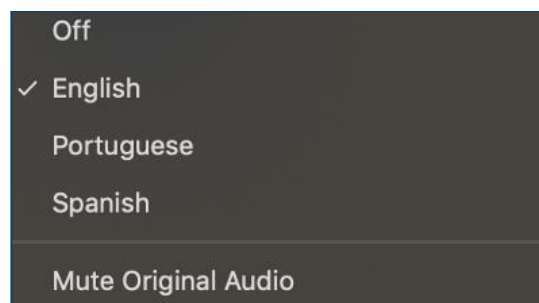 Off
English
Portuguese
Spanish
Mute Original Audio